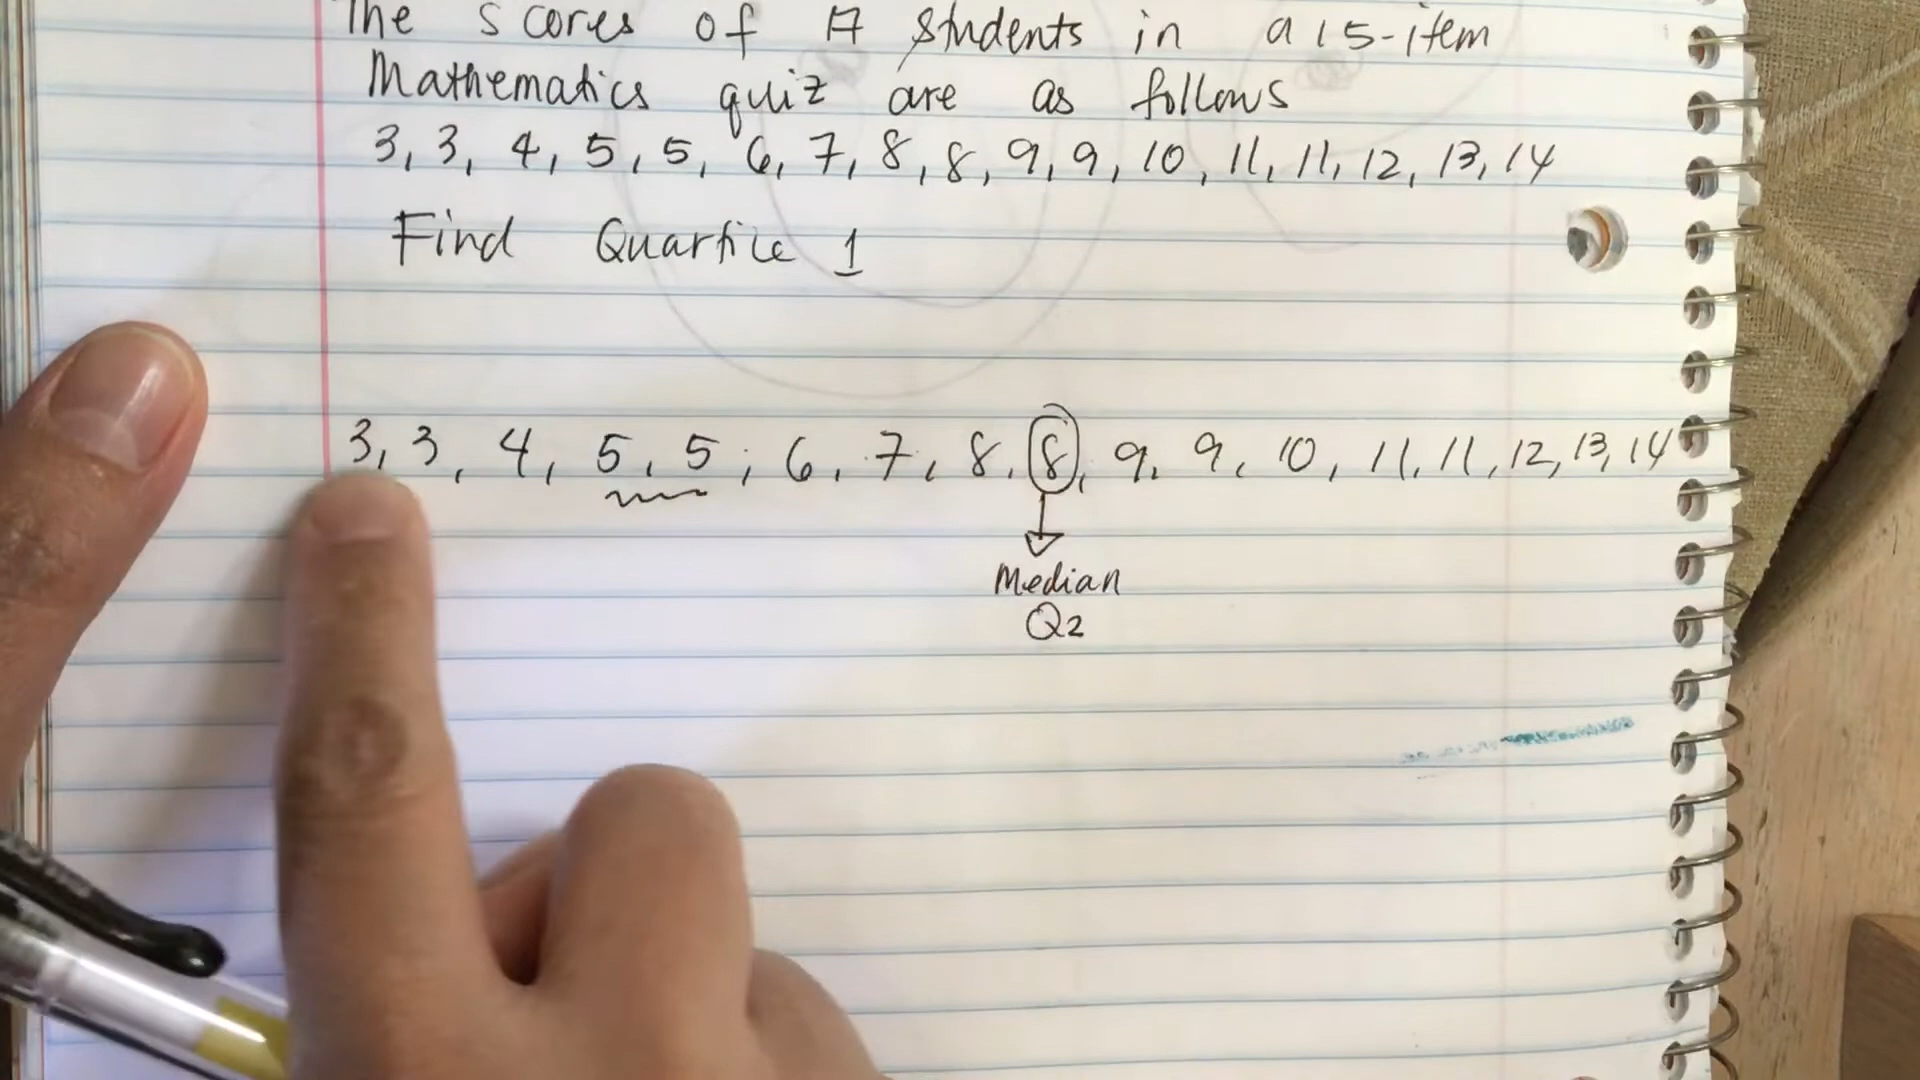 The scores of 17 students in a 15-item
Mathematics quiz are as follows
3, 3, 4, 5, 5, 6, 7, 8, 8, 9, 9, 10, 11, 11, 12, 13, 14
Find Quartile 1
3, 3, 4, 5, 5, 6, 7, 8, 8, 9, 9, 10, 11, 11, 12, 13, 14
Median
Q2